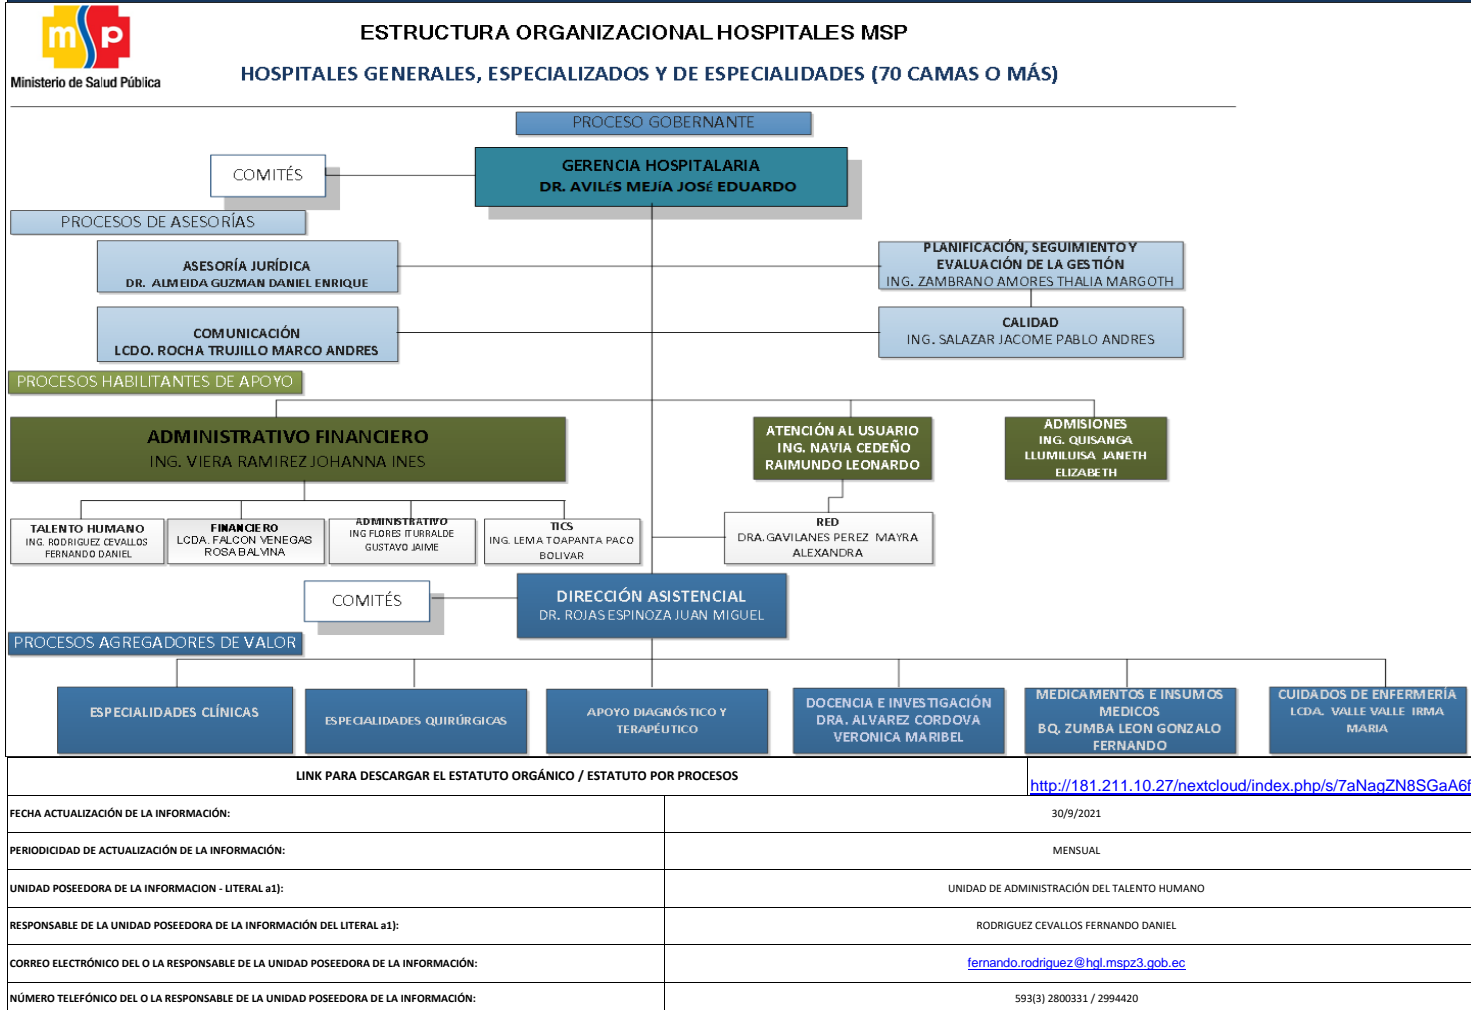 msp
Ministerio de Salud Pública
ESTRUCTURA ORGANIZACIONAL HOSPITALES MSP
HOSPITALES GENERALES, ESPECIALIZADOS Y DE ESPECIALIDADES (70 CAMAS O MÁS)
PROCESO GOBERNANTE
COMITÉS
GERENCIA HOSPITALARIA
DR. AVILÉS MEJÍA JOSÉ EDUARDO
PROCESOS DE ASESORÍAS
ASESORÍA JURÍDICA
DR. ALMEIDA GUZMAN DANIEL ENRIQUE
PLANIFICACIÓN, SEGUIMIENTO Y
EVALUACIÓN DE LA GESTIÓN
ING. ZAMBRANO AMORES THALIA MARGOTH
COMUNICACIÓN
LCDO. ROCHA TRUJILLO MARCO ANDRES
CALIDAD
ING. SALAZAR JACOME PABLO ANDRES
PROCESOS HABILITANTES DE APOYO
ADMINISTRATIVO FINANCIERO
ING. VIERA RAMIREZ JOHANNA INES
ATENCIÓN AL USUARIO
ING. NAVIA CEDEÑO
RAIMUNDO LEONARDO
ADMISIONES
ING. QUISANGA
LLUMILUISA JANETH
ELIZABETH
TALENTO HUMANO
ING. RODRIGUEZ CEVALLOS
FERNANDO DANIEL
FINANCIERO
LCDA. FALCON VENEGAS
ROSA BALVINA
ADMINISTRATIVO
ING FLORES ITURRALDE
GUSTAVO JAIME
TICS
ING. LEMA TOAPANTA PACO
BOLIVAR
RED
DRA.GAVILANES PEREZ MAYRA
ALEXANDRA
COMITÉS
DIRECCIÓN ASISTENCIAL
DR. ROJAS ESPINOZA JUAN MIGUEL
PROCESOS AGREGADORES DE VALOR
ESPECIALIDADES CLÍNICAS
ESPECIALIDADES QUIRÚRGICAS
APOYO DIAGNÓSTICO Y
TERAPÉUTICO
DOCENCIA E INVESTIGACIÓN
DRA. ALVAREZ CORDOVA
VERONICA MARIBEL
MEDICAMENTOS E INSUMOS
MEDICOS
BQ. ZUMBA LEON GONZALO
FERNANDO
CUIDADOS DE ENFERMERÍA
LCDA. VALLE VALLE IRMA
MARIA
LINK PARA DESCARGAR EL ESTATUTO ORGÁNICO / ESTATUTO POR PROCESOS
http://181.211.10.27/nextcloud/index.php/s/7aNagZN8SGaA6f
FECHA ACTUALIZACIÓN DE LA INFORMACIÓN:
30/9/2021
PERIODICIDAD DE ACTUALIZACIÓN DE LA INFORMACIÓN:
MENSUAL
UNIDAD POSEEDORA DE LA INFORMACION - LITERAL a1):
UNIDAD DE ADMINISTRACIÓN DEL TALENTO HUMANO
RESPONSABLE DE LA UNIDAD POSEEDORA DE LA INFORMACIÓN DEL LITERAL a1):
RODRIGUEZ CEVALLOS FERNANDO DANIEL
CORREO ELECTRÓNICO DEL O LA RESPONSABLE DE LA UNIDAD POSEEDORA DE LA INFORMACIÓN:
fernando.rodriguez@hgl.mspz3.gob.ec
NÚMERO TELEFÓNICO DEL O LA RESPONSABLE DE LA UNIDAD POSEEDORA DE LA INFORMACIÓN:
593(3) 2800331 / 2994420